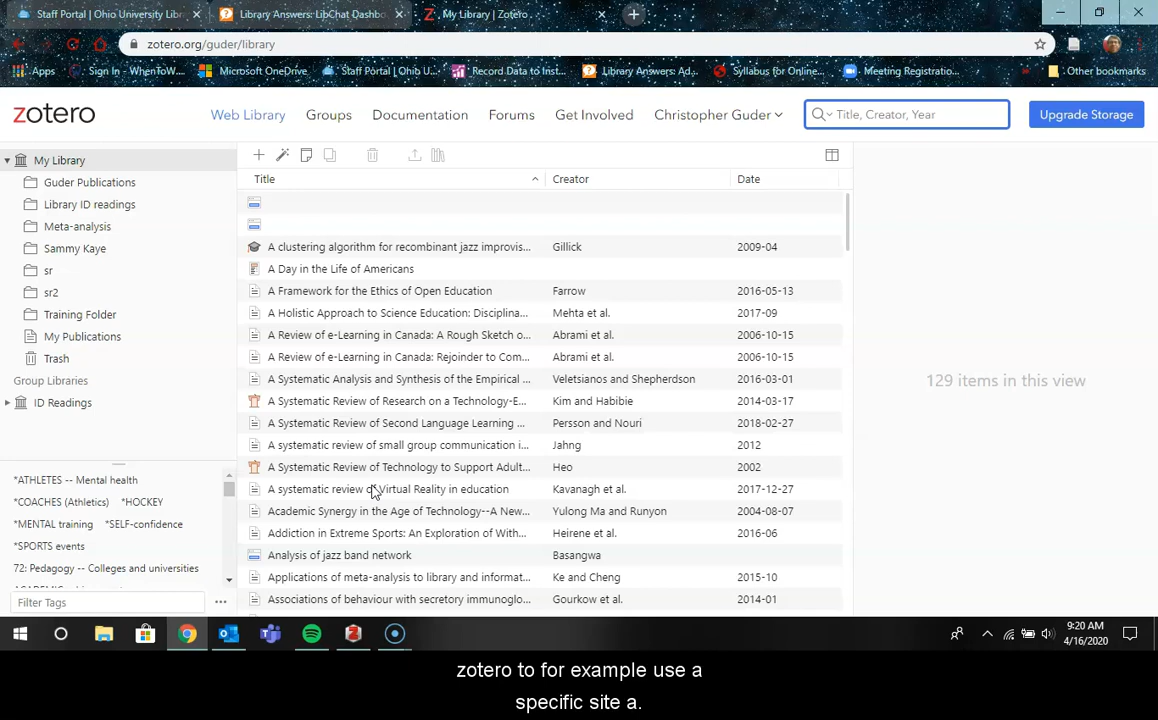 Staff Portal | Ohio University Libr
Library Answers: LibChat Dashbo
My Library | Zotero
zotero.org/guder/library
Apps
Sign In - WhenToW...
Microsoft OneDrive
Staff Portal | Ohio U...
Record Data to Inst...
Library Answers: Ad...
Syllabus for Online...
Meeting Registratio...
Other bookmarks
zotero
Web Library
Groups
Documentation
Forums
Get Involved
Christopher Guder
Title, Creator, Year
Upgrade Storage
My Library
Guder Publications
Library ID readings
Meta-analysis
Sammy Kaye
sr
sr2
Training Folder
My Publications
Trash
Group Libraries
ID Readings
*ATHLETES -- Mental health
*COACHES (Athletics) *HOCKEY
*MENTAL training *SELF-confidence
*SPORTS events
72: Pedagogy -- Colleges and universities
Filter Tags
Title Creator Date
A clustering algorithm for recombinant jazz improvis... Gillick 2009-04
A Day in the Life of Americans
A Framework for the Ethics of Open Education Farrow 2016-05-13
A Holistic Approach to Science Education: Disciplina... Mehta et al. 2017-09
A Review of e-Learning in Canada: A Rough Sketch o... Abrami et al. 2006-10-15
A Review of e-Learning in Canada: Rejoinder to Com... Abrami et al. 2006-10-15
A Systematic Analysis and Synthesis of the Empirical ... Veletsianos and Shepherdson 2016-03-01
A Systematic Review of Research on a Technology-E... Kim and Habibie 2014-03-17
A Systematic Review of Second Language Learning ... Persson and Nouri 2018-02-27
A systematic review of small group communication i... Jahng 2012
A Systematic Review of Technology to Support Adult... Heo 2002
A systematic review of Virtual Reality in education Kavanagh et al. 2017-12-27
Academic Synergy in the Age of Technology--A New... Yulong Ma and Runyon 2004-08-07
Addiction in Extreme Sports: An Exploration of With... Heirene et al. 2016-06
Analysis of jazz band network Basangwa
Applications of meta-analysis to library and informat... Ke and Cheng 2015-10
Associations of behaviour with secretory immunoglo... Gourkow et al. 2014-01
129 items in this view
9:20 AM
4/16/2020
zotero to for example use a
specific site a.